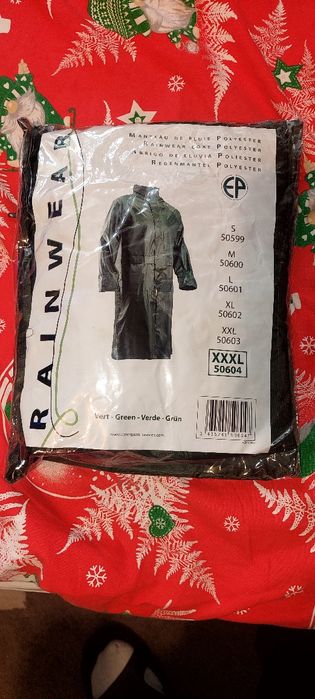 RAINWEAR
MANTEAU DE PLUIE POLYESTER
RAINWEAR COAT POLYESTER
ABRIGO DE LLUVIA POLIESTER
REGENMANTEL POLYESTER
EP
S
50599
M
50600
L
50601
XL
50602
XXL
50603
XXXL
50604
Vert - Green - Verde - Grün